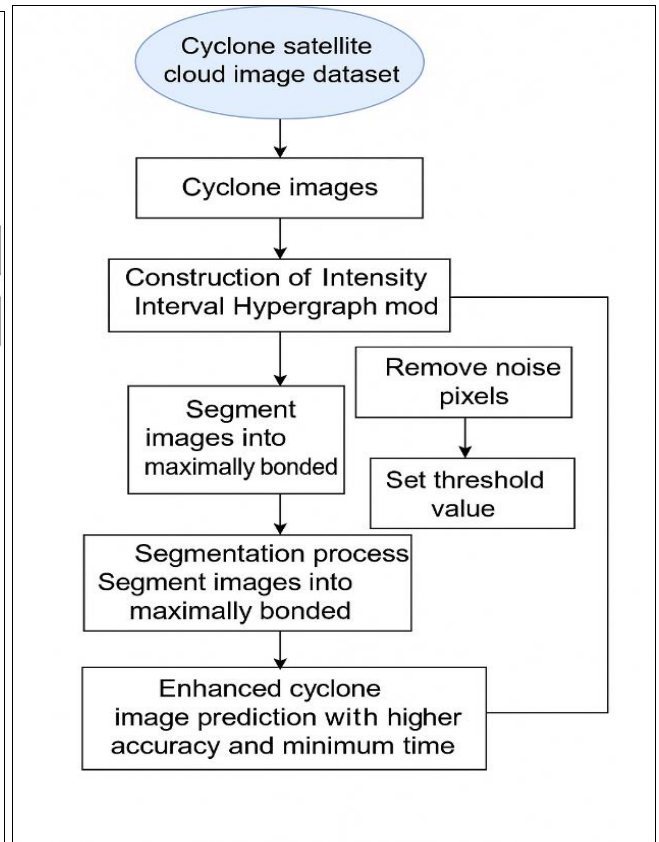 Cyclone satellite
cloud image dataset
Cyclone images
Construction of Intensity
Interval Hypergraph mod
Remove noise
pixels
Segment
images into
maximally bonded
Set threshold
value
Segmentation process
Segment images into
maximally bonded
Enhanced cyclone
image prediction with higher
accuracy and minimum time